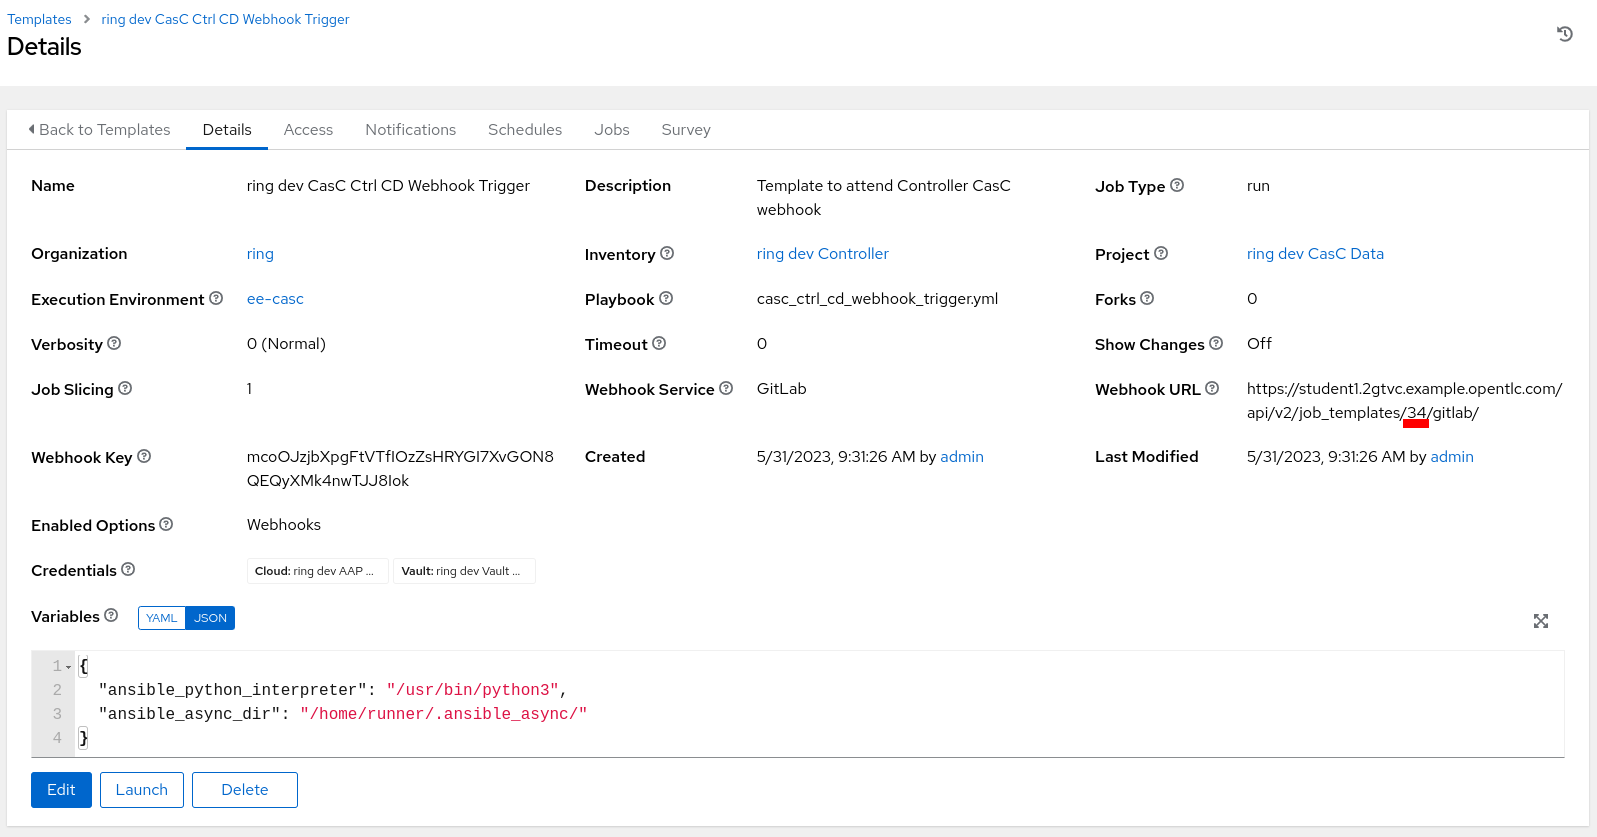 Templates > ring dev CasC Ctrl CD Webhook Trigger
Details
Back to Templates Details Access Notifications Schedules Jobs Survey
Name ring dev CasC Ctrl CD Webhook Trigger Description Template to attend Controller CasC Job Type run
webhook
Organization ring Inventory ring dev Controller Project ring dev CasC Data
Execution Environment ee-casc Playbook casc_ctrl_cd_webhook_trigger.yml Forks 0
Verbosity 0 (Normal) Timeout 0 Show Changes Off
Job Slicing 1 Webhook Service GitLab Webhook URL https://student1.2gtvc.example.opentlc.com/
api/v2/job_templates/34/gitlab/
Webhook Key mcoOJzjbXpgFtVTfIOzZsHRYGI7XvGON8 Created 5/31/2023, 9:31:26 AM by admin Last Modified 5/31/2023, 9:31:26 AM by admin
QEQyXMk4nwTJJ8Iok
Enabled Options Webhooks
Credentials Cloud: ring dev AAP ... Vault: ring dev Vault ...
Variables YAML JSON
1 {
2 "ansible_python_interpreter": "/usr/bin/python3",
3 "ansible_async_dir": "/home/runner/.ansible_async/"
4 }
Edit Launch Delete